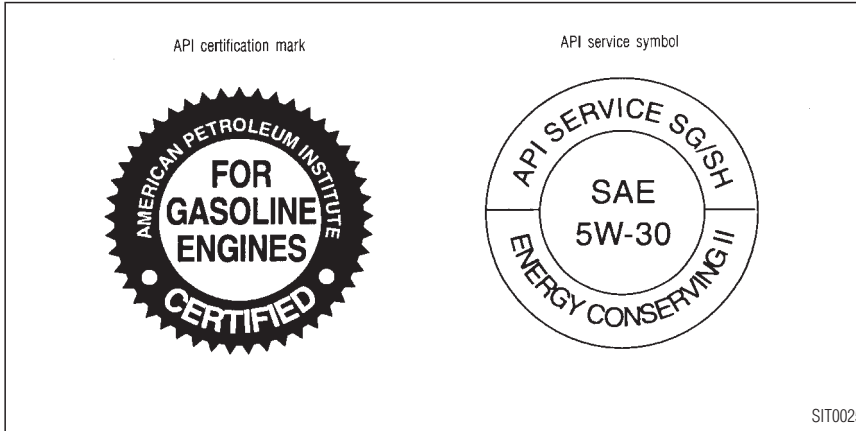 API certification mark
AMERICAN PETROLEUM INSTITUTE
FOR
GASOLINE
ENGINES
CERTIFIED
API service symbol
API SERVICE SG/SH
SAE
5W-30
ENERGY CONSERVING II